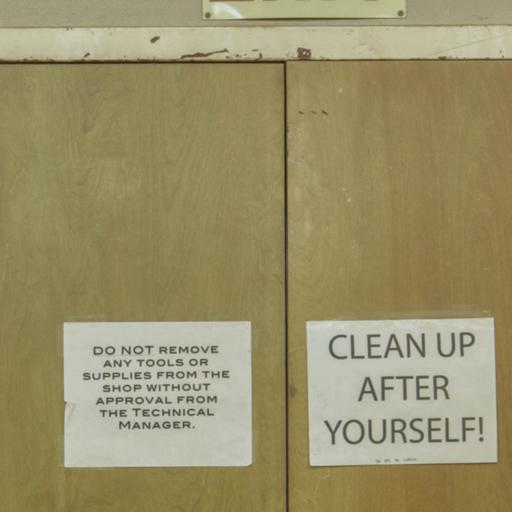 DO NOT REMOVE
ANY TOOLS OR
SUPPLIES FROM THE
SHOP WITHOUT
APPROVAL FROM
THE TECHNICAL
MANAGER.
CLEAN UP
AFTER
YOURSELF!